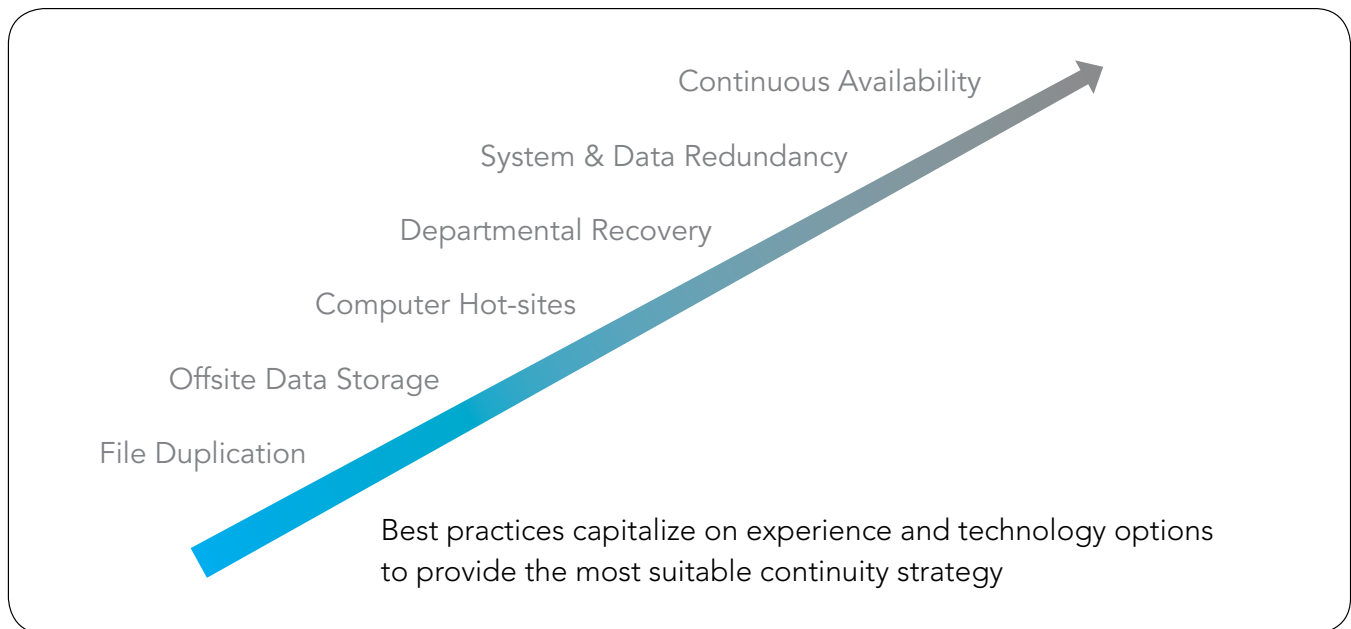 Continuous Availability
System & Data Redundancy
Departmental Recovery
Computer Hot-sites
Offsite Data Storage
File Duplication
Best practices capitalize on experience and technology options
to provide the most suitable continuity strategy